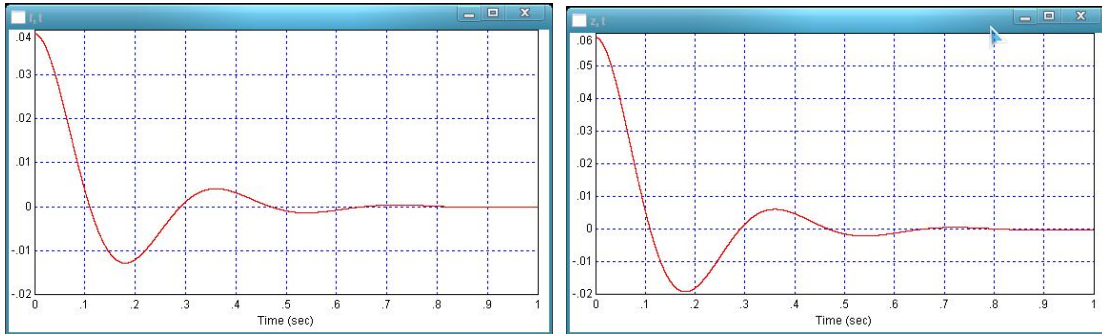 f, t
.04
.03
.02
.01
0
-.01
-.02
0 .1 .2 .3 .4 .5 .6 .7 .8 .9 1
Time (sec)
z, t
.06
.05
.04
.03
.02
.01
0
-.01
-.02
0 .1 .2 .3 .4 .5 .6 .7 .8 .9 1
Time (sec)